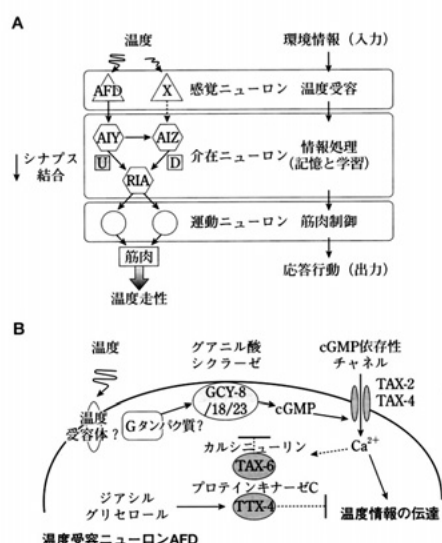 A
温度
環境情報（入力）
AFD
X
感覚ニューロン
温度受容
AIY
AIZ
U
D
介在ニューロン
情報処理
（記憶と学習）
RIA
シナプス
結合
運動ニューロン
筋肉制御
筋肉
応答行動（出力）
温度走性
B
温度
グアニル酸
シクラーゼ
cGMP依存性
チャネル
GCY-8
/18/23
TAX-2
TAX-4
温度
受容体？
Gタンパク質？
cGMP
Ca²⁺
カルシニューリン
TAX-6
プロテインキナーゼC
ジアシル
グリセロール
TTX-4
温度情報の伝達
温度受容ニューロンAFD